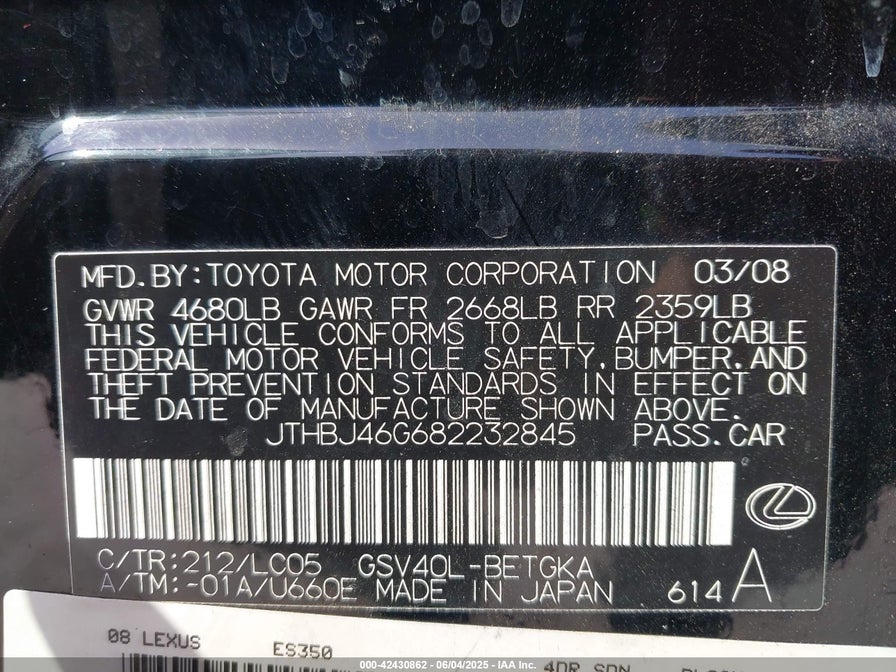 MFD.BY:TOYOTA MOTOR CORPORATION 03/08
GVWR 4680LB GAWR FR 2668LB RR 2359LB
THIS VEHICLE CONFORMS TO ALL APPLICABLE
FEDERAL MOTOR VEHICLE SAFETY,BUMPER,AND
THEFT PREVENTION STANDARDS IN EFFECT ON
THE DATE OF MANUFACTURE SHOWN ABOVE.
JTHBJ46G682232845 PASS.CAR
C/TR:212/LC05 GSV40L-BETGKA
A/TM:-01A/U660E MADE IN JAPAN 614 A
08 LEXUS ES350
4DR SDN
000-42430862 - 06/04/2025 - IAA Inc.